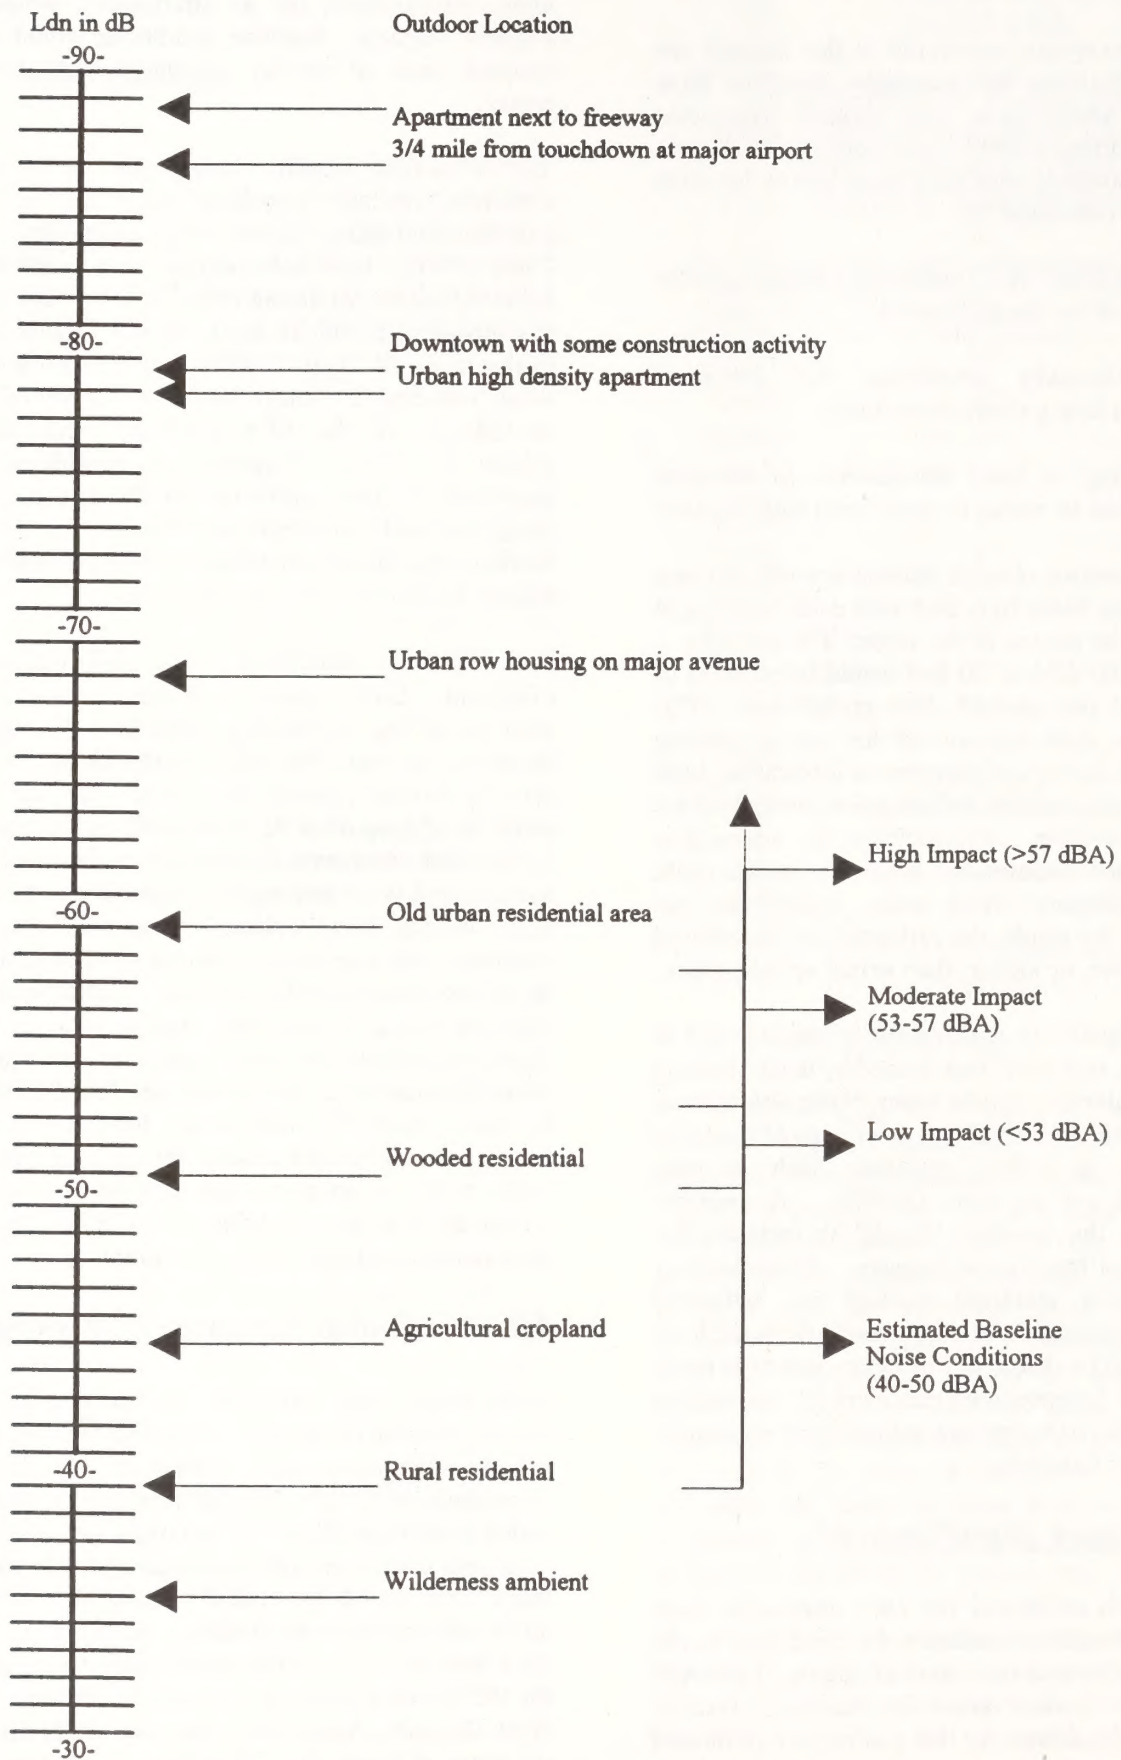 Ldn in dB
Outdoor Location
-90-
Apartment next to freeway
3/4 mile from touchdown at major airport
-80-
Downtown with some construction activity
Urban high density apartment
-70-
Urban row housing on major avenue
High Impact (>57 dBA)
-60-
Old urban residential area
Moderate Impact
(53-57 dBA)
Low Impact (<53 dBA)
Wooded residential
-50-
Agricultural cropland
Estimated Baseline
Noise Conditions
(40-50 dBA)
-40-
Rural residential
Wilderness ambient
-30-